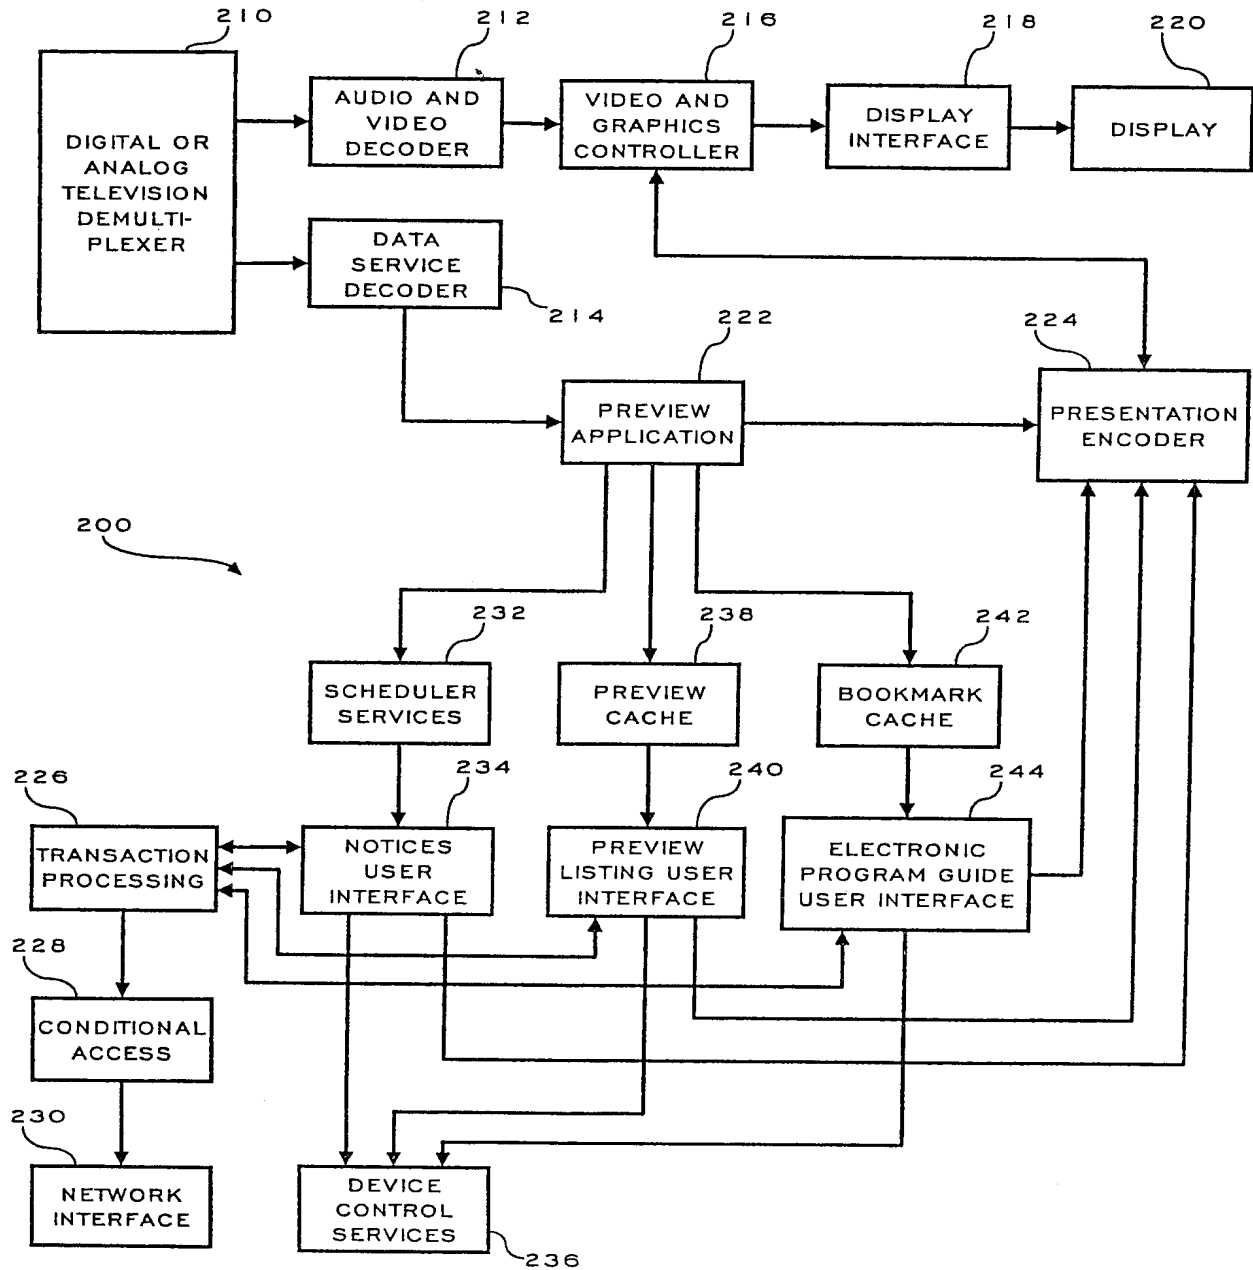 210
212
216
218
220
DIGITAL OR
ANALOG
TELEVISION
DEMULTI-
PLEXER
AUDIO AND
VIDEO
DECODER
VIDEO AND
GRAPHICS
CONTROLLER
DISPLAY
INTERFACE
DISPLAY
DATA
SERVICE
DECODER
214
222
224
PREVIEW
APPLICATION
PRESENTATION
ENCODER
200
232
238
242
SCHEDULER
SERVICES
PREVIEW
CACHE
BOOKMARK
CACHE
226
234
240
244
TRANSACTION
PROCESSING
NOTICES
USER
INTERFACE
PREVIEW
LISTING USER
INTERFACE
ELECTRONIC
PROGRAM GUIDE
USER INTERFACE
228
CONDITIONAL
ACCESS
230
NETWORK
INTERFACE
DEVICE
CONTROL
SERVICES
236